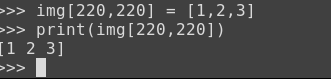 >>> img[220,220] = [1,2,3]
>>> print(img[220,220])
[1 2 3]
>>>